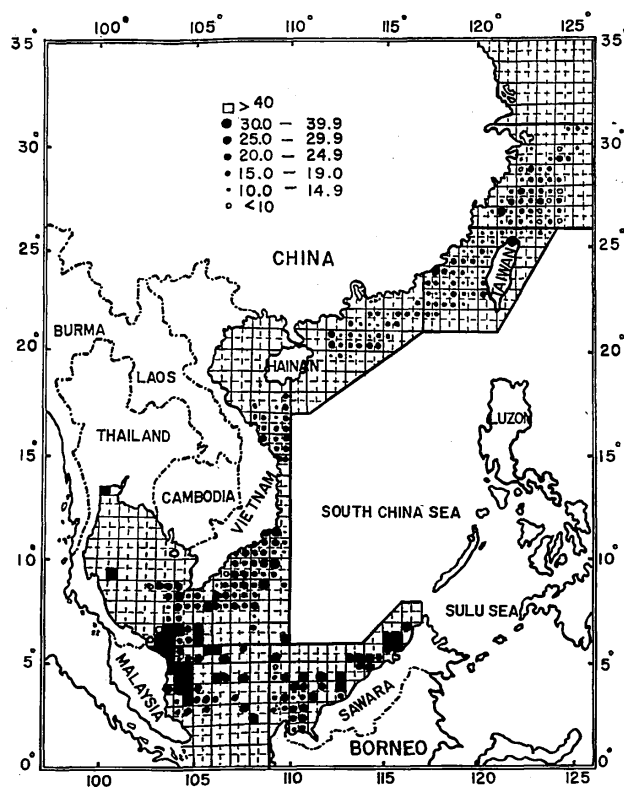 100° 105° 110° 115° 120° 125°
35° 35°
> 40
30.0 — 39.9
25.0 — 29.9
20.0 — 24.9
15.0 — 19.0
10.0 — 14.9
<10
30° 30°
25° 25°
CHINA
TAIWAN
20° 20°
BURMA
HAINAN
LAOS
LUZON
THAILAND
15° 15°
CAMBODIA
VIETNAM
SOUTH CHINA SEA
10° 10°
SULU SEA
5° 5°
MALAYSIA
SAWARA
BORNEO
0° 0°
100 105 110 115 120 125